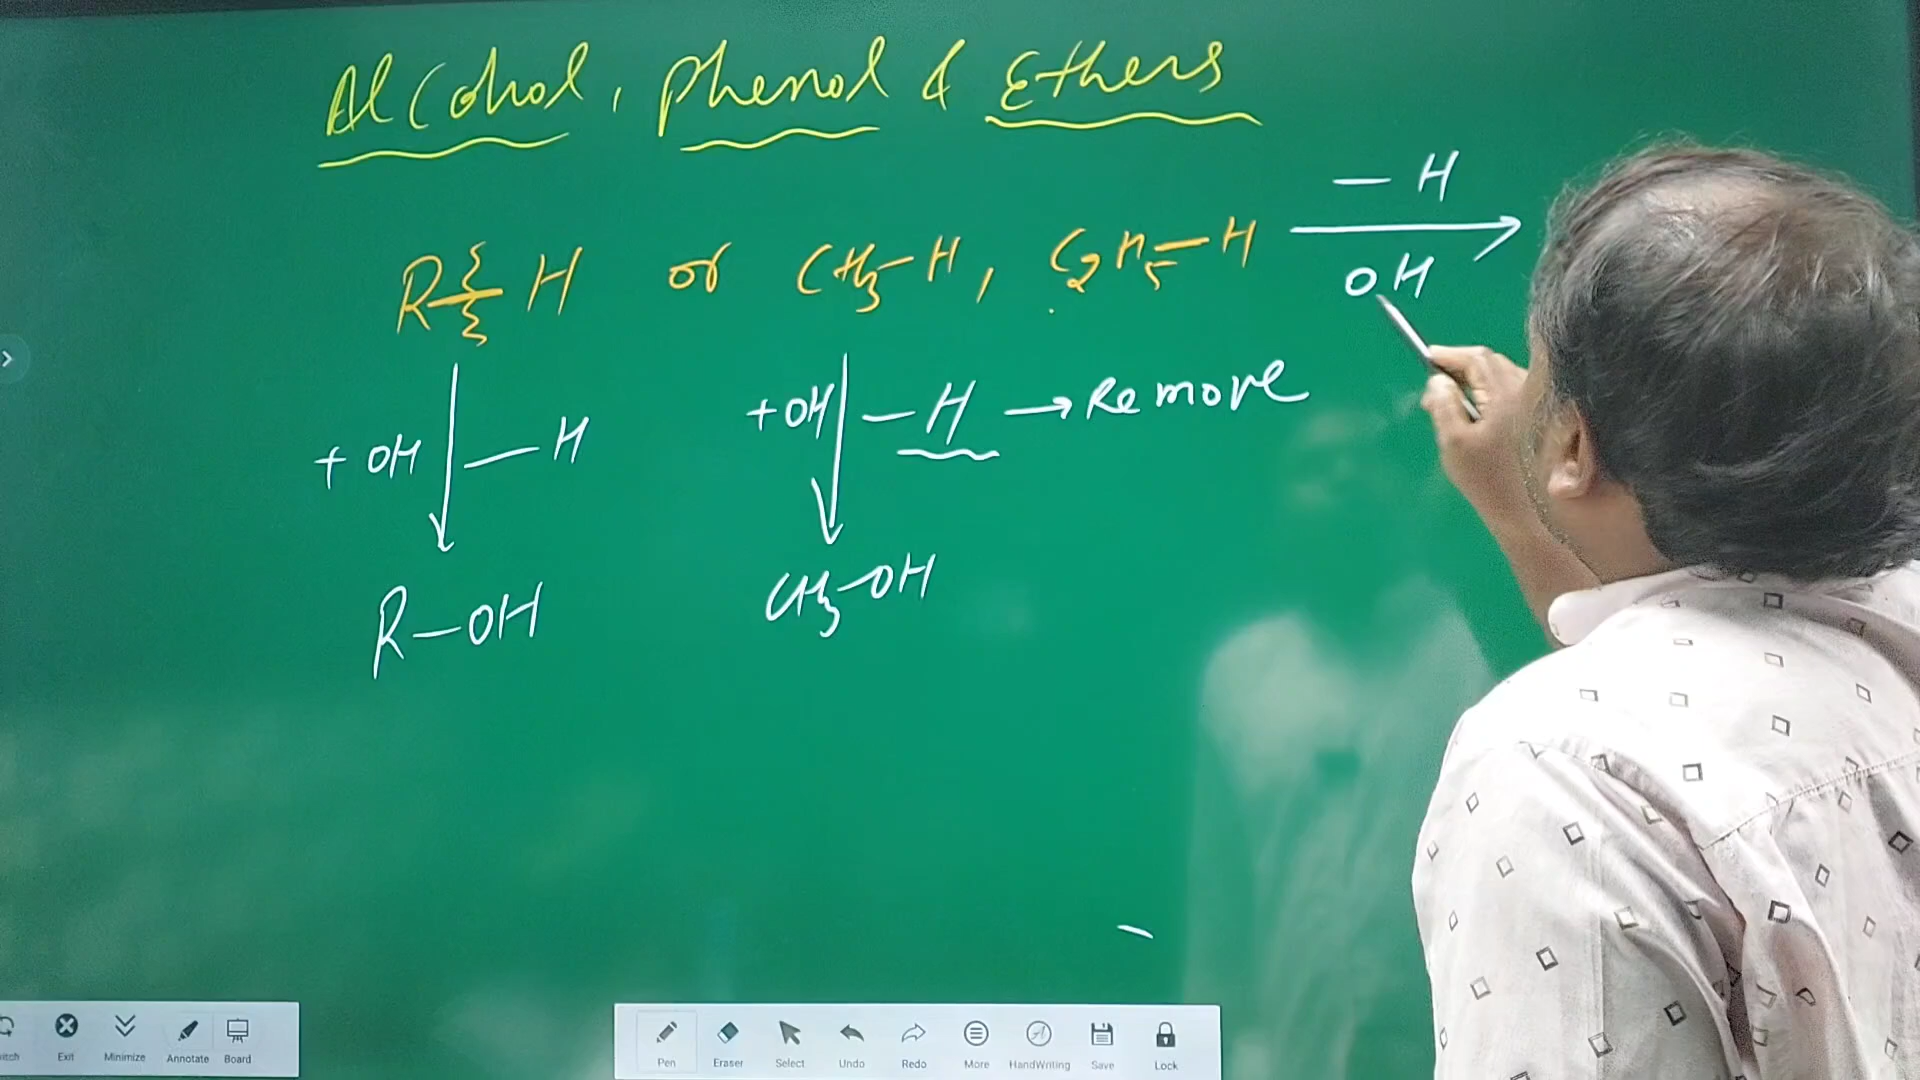 Alcohol, Phenol & Ethers
R-H or CH3-H, C2H5-H
- H
OH
+ OH - H
+OH - H → Remove
R-OH
CH3-OH
Exit Minimize Annotate Board
Pen Eraser Select Undo Redo More HandWriting Save Lock